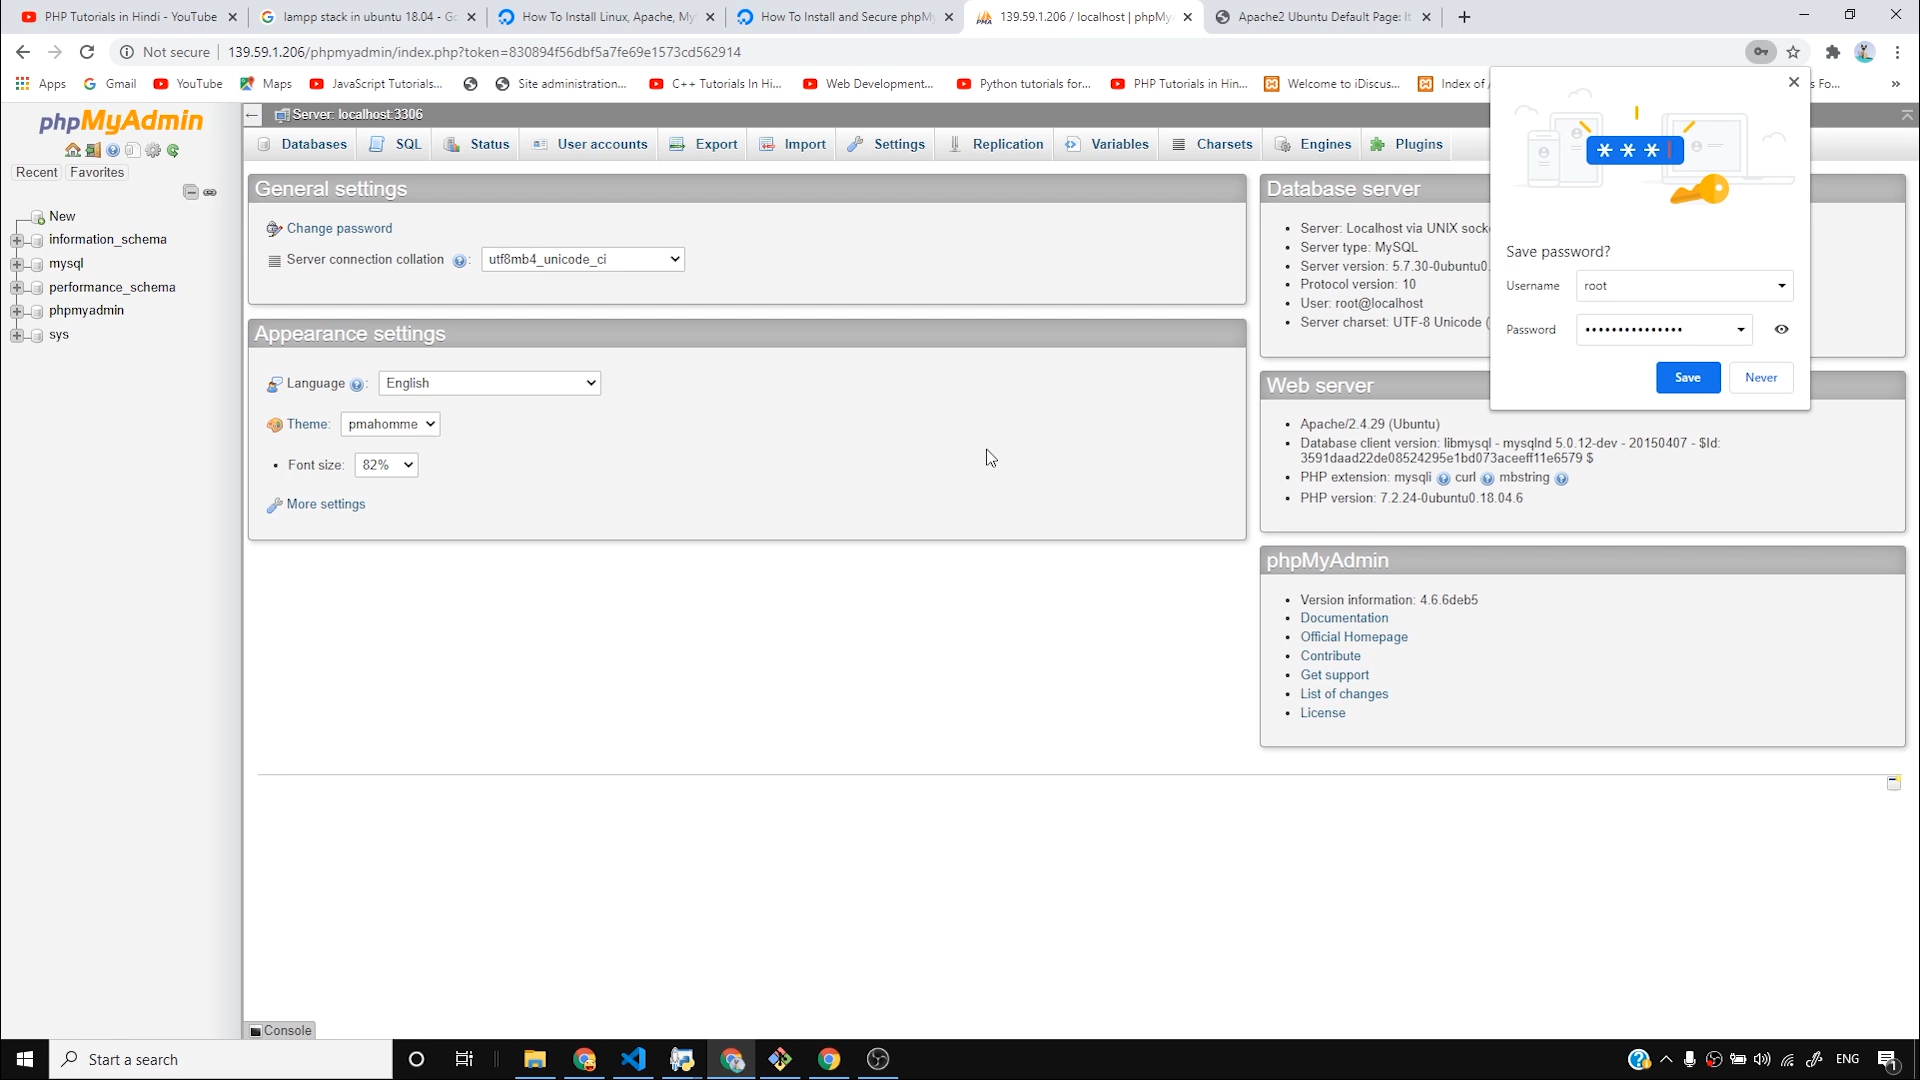 PHP Tutorials in Hindi - YouTube
lampp stack in ubuntu 18.04 - Go
How To Install Linux, Apache, My
How To Install and Secure phpMy
139.59.1.206 / localhost | phpMy
Apache2 Ubuntu Default Page: It
Not secure
139.59.1.206/phpmyadmin/index.php?token=830894f56dbf5a7fe69e1573cd562914
Apps
Gmail
YouTube
Maps
JavaScript Tutorials...
Site administration...
C++ Tutorials In Hi...
Web Development...
Python tutorials for...
PHP Tutorials in Hin...
Welcome to iDiscus...
Index of /
s Fo...
»
phpMyAdmin
Recent
Favorites
New
information_schema
mysql
performance_schema
phpmyadmin
sys
Server: localhost:3306
Databases
SQL
Status
User accounts
Export
Import
Settings
Replication
Variables
Charsets
Engines
Plugins
General settings
Change password
Server connection collation
:
utf8mb4_unicode_ci
Appearance settings
Language
:
English
Theme:
pmahomme
• Font size:
82%
More settings
Database server
• Server: Localhost via UNIX sock
• Server type: MySQL
• Server version: 5.7.30-0ubuntu0.
• Protocol version: 10
• User: root@localhost
• Server charset: UTF-8 Unicode (
Web server
• Apache/2.4.29 (Ubuntu)
• Database client version: libmysql - mysqlnd 5.0.12-dev - 20150407 - $Id:
3591daad22de08524295e1bd073aceeff11e6579 $
• PHP extension: mysqli curl mbstring
• PHP version: 7.2.24-0ubuntu0.18.04.6
phpMyAdmin
• Version information: 4.6.6deb5
• Documentation
• Official Homepage
• Contribute
• Get support
• List of changes
• License
***
Save password?
Username
root
Password
•••••••••••••••
Save
Never
Console
Start a search
ENG
1